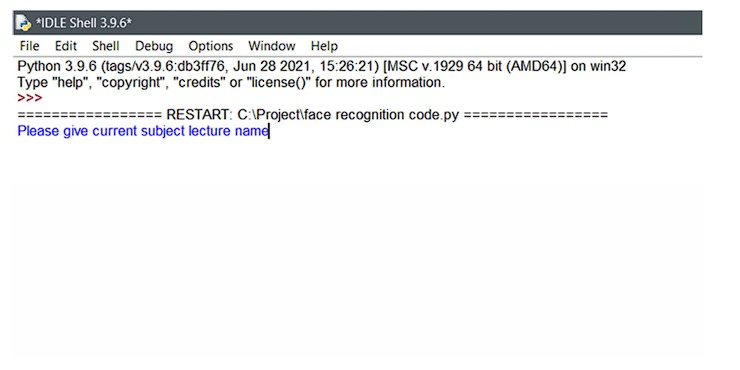 *IDLE Shell 3.9.6*
File Edit Shell Debug Options Window Help
Python 3.9.6 (tags/v3.9.6:db3ff76, Jun 28 2021, 15:26:21) [MSC v.1929 64 bit (AMD64)] on win32
Type "help", "copyright", "credits" or "license()" for more information.
>>>
================= RESTART: C:\Project\face recognition code.py =================
Please give current subject lecture name